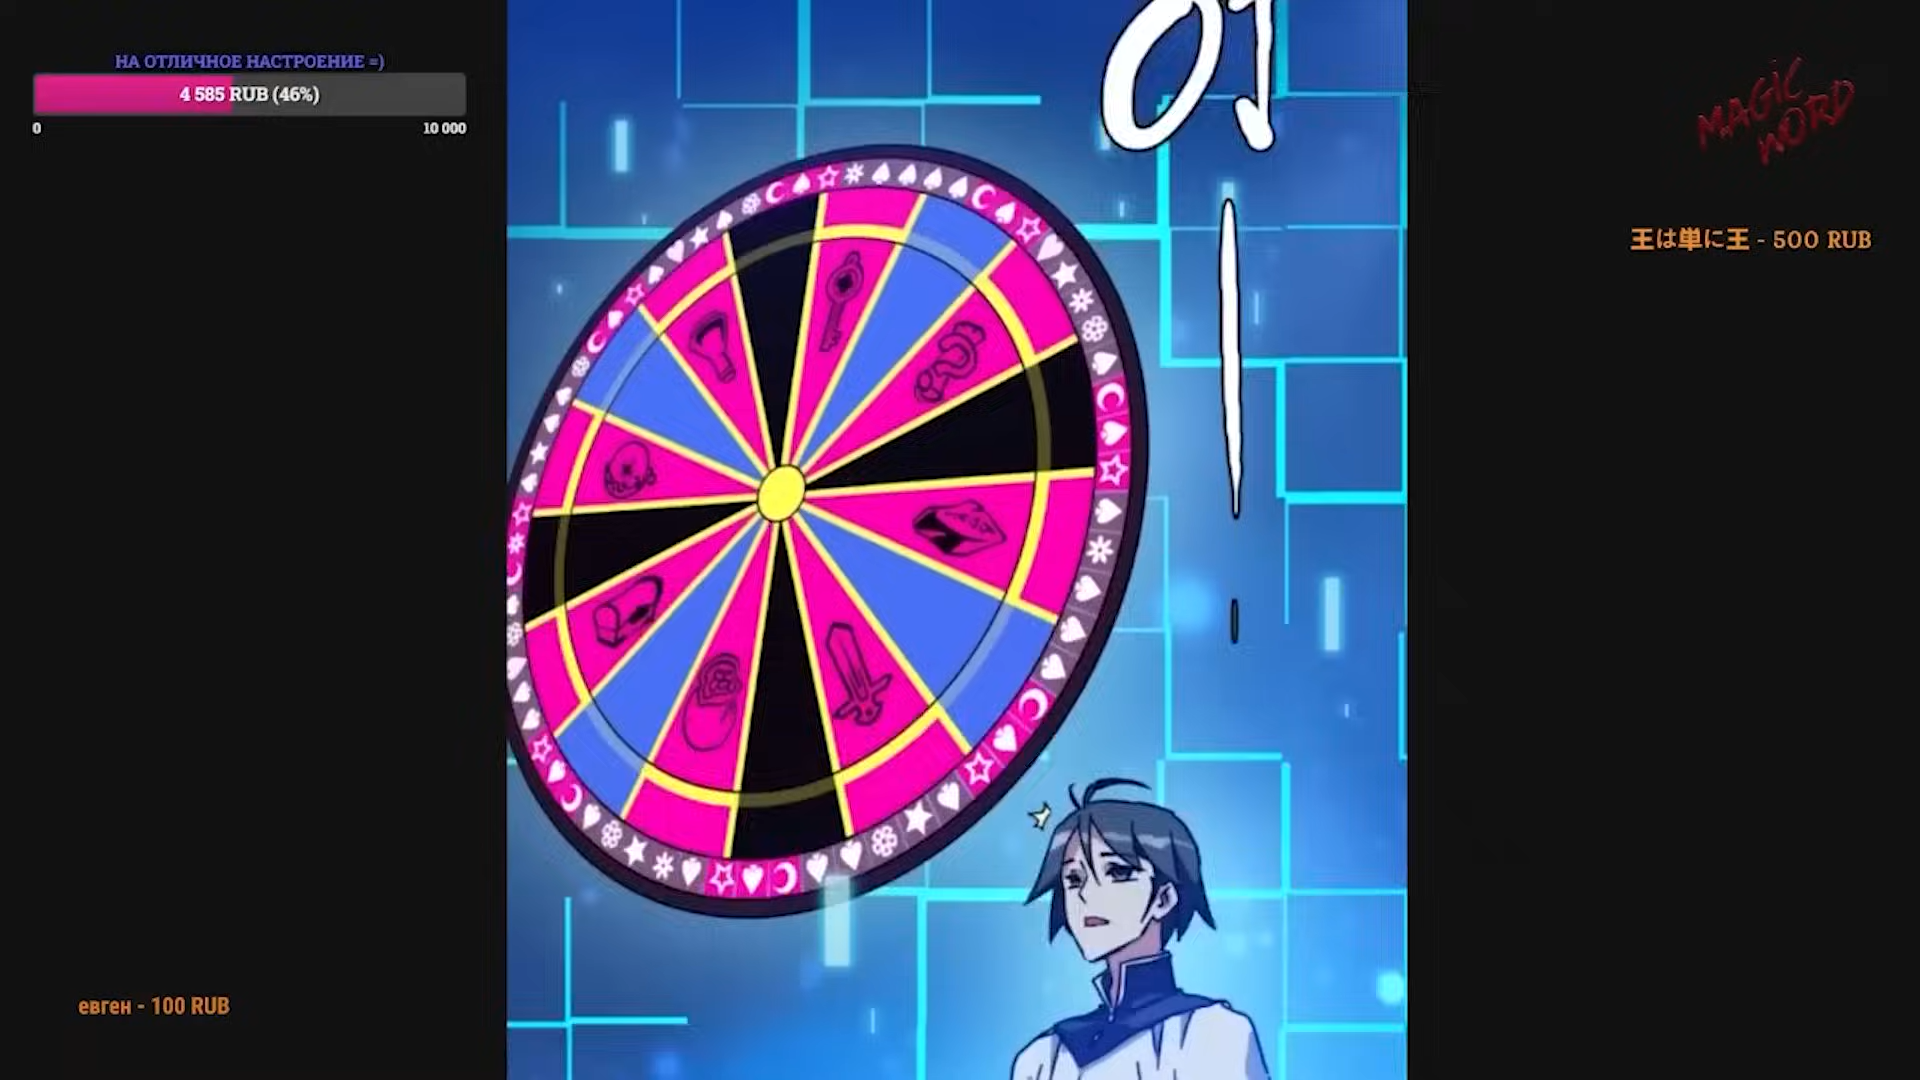 НА ОТЛИЧНОЕ НАСТРОЕНИЕ =)
4 585 RUB (46%)
0
10 000
MAGIC
WORD
王は単に王 - 500 RUB
евген - 100 RUB